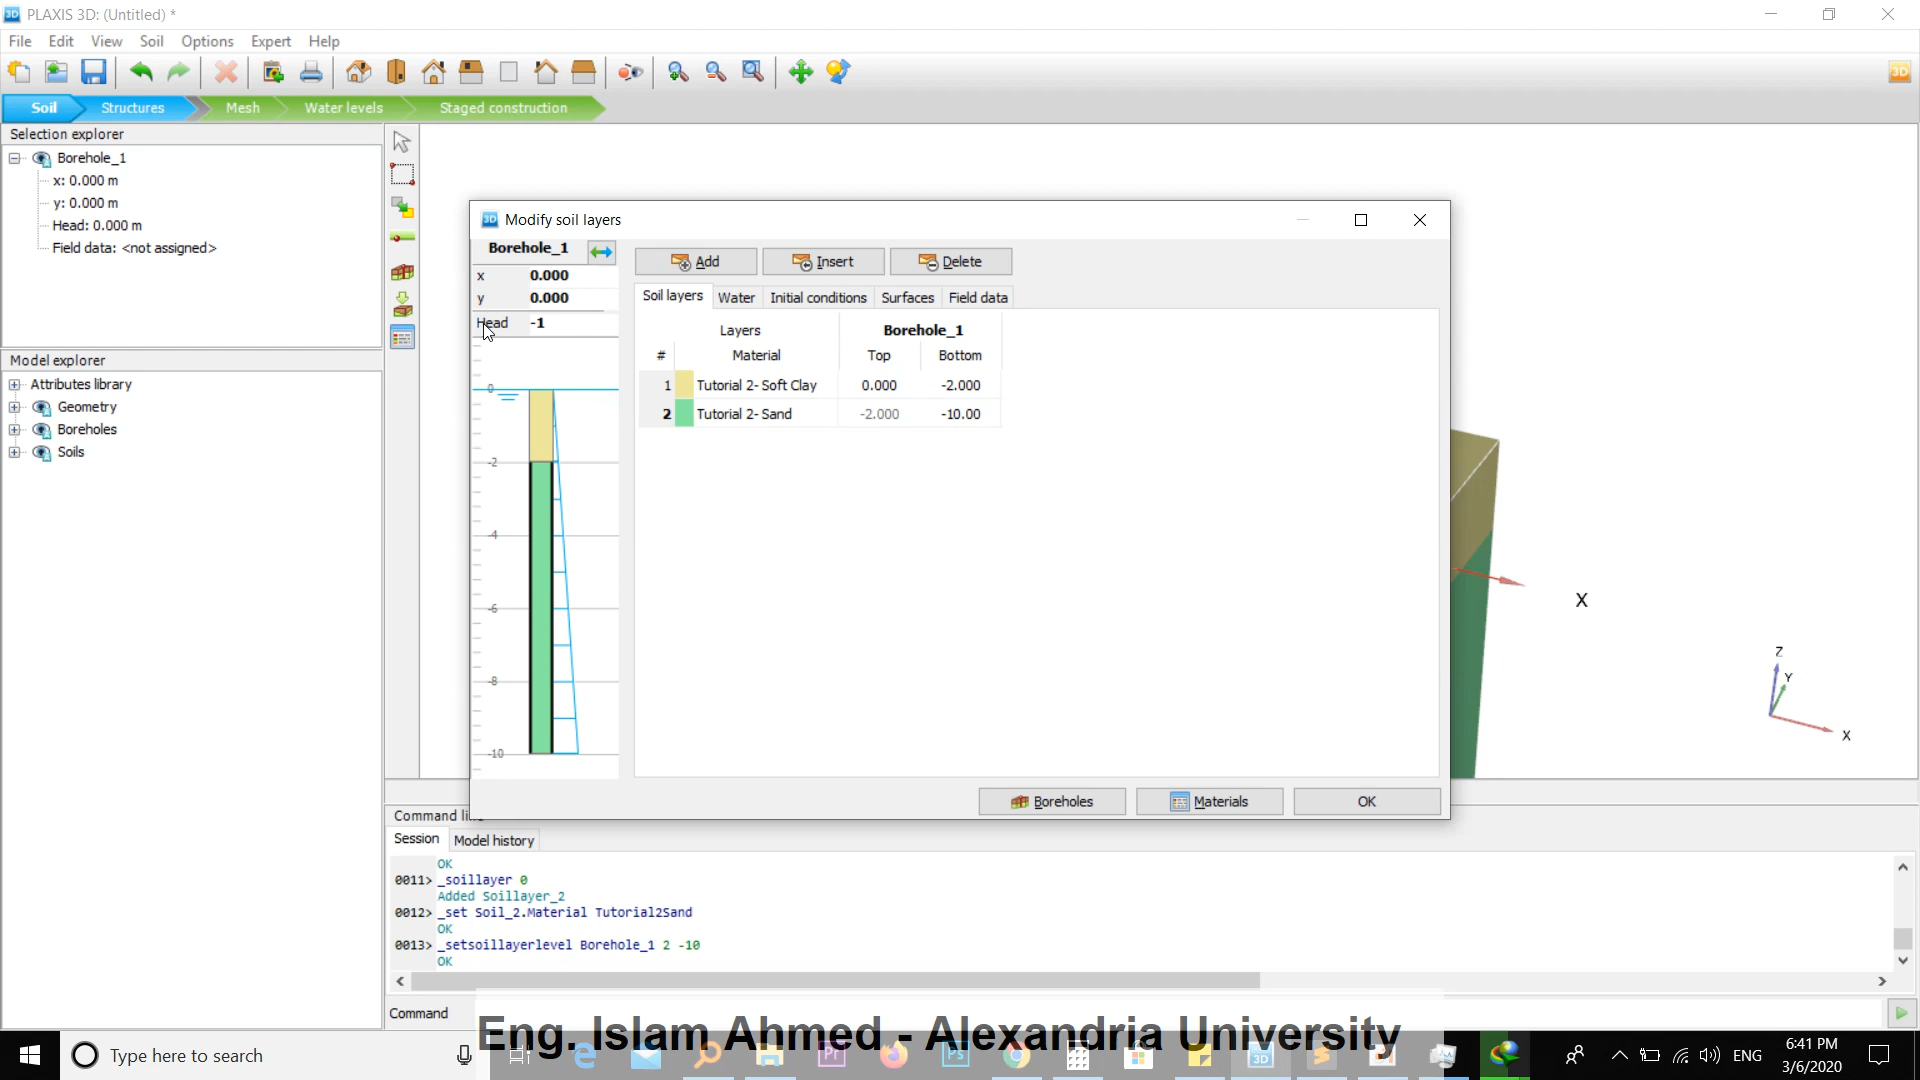 PLAXIS 3D: (Untitled) *
File Edit View Soil Options Expert Help
Soil Structures Mesh Water levels Staged construction
Selection explorer
Borehole_1
x: 0.000 m
y: 0.000 m
Head: 0.000 m
Field data: <not assigned>
Model explorer
Attributes library
Geometry
Boreholes
Soils
Modify soil layers
Borehole_1
x 0.000
y 0.000
Head -1
0
-2
-4
-6
-8
-10
Add Insert Delete
Soil layers Water Initial conditions Surfaces Field data
Layers Borehole_1
# Material Top Bottom
1 Tutorial 2- Soft Clay 0.000 -2.000
2 Tutorial 2- Sand -2.000 -10.00
Boreholes Materials OK
X
Z
Y
X
Command li
Session Model history
OK
0011> _soillayer 0
Added Soillayer_2
0012> _set Soil_2.Material Tutorial2Sand
OK
0013> _setsoillayerlevel Borehole_1 2 -10
OK
Command
Eng. Islam Ahmed - Alexandria University
Type here to search
Pr
Ps
3D
ENG
6:41 PM
3/6/2020